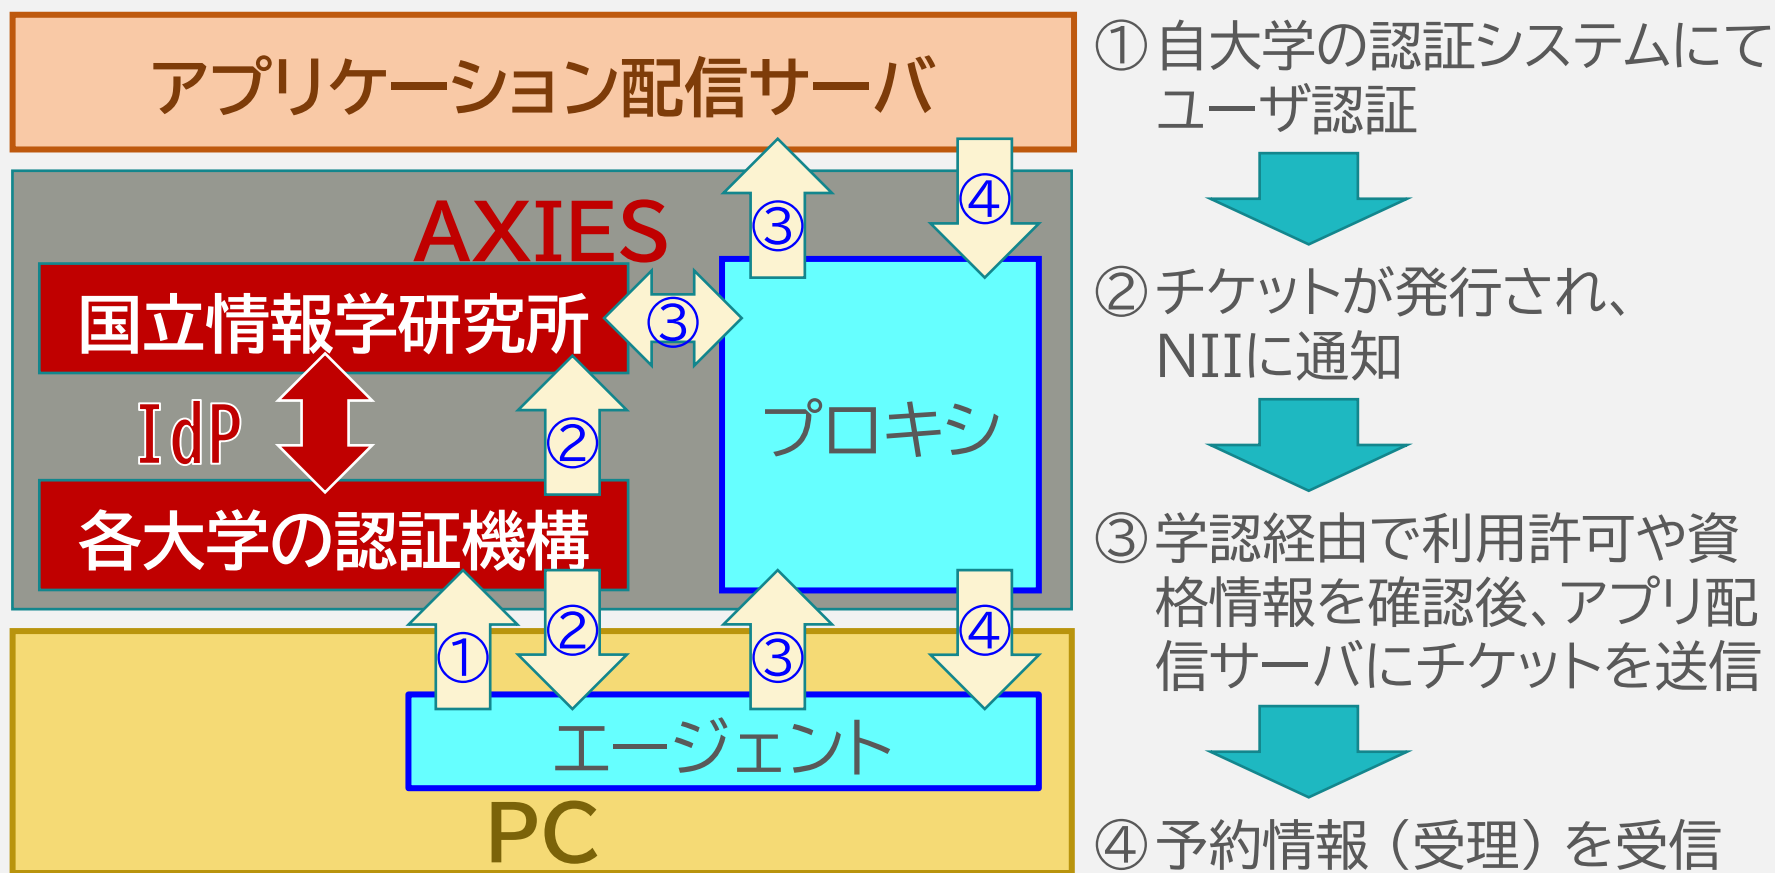 アプリケーション配信サーバ
AXIES
③
④
国立情報学研究所
③
IdP
②
プロキシ
各大学の認証機構
①
②
③
④
エージェント
PC
①自大学の認証システムにて
ユーザ認証
②チケットが発行され、
NIIに通知
③学認経由で利用許可や資
格情報を確認後、アプリ配
信サーバにチケットを送信
④予約情報（受理）を受信